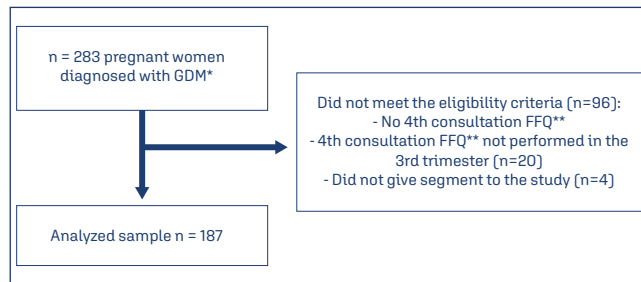 n = 283 pregnant women
diagnosed with GDM*
Did not meet the eligibility criteria (n=96):
- No 4th consultation FFQ**
- 4th consultation FFQ** not performed in the
3rd trimester (n=20)
- Did not give segment to the study (n=4)
Analyzed sample n = 187